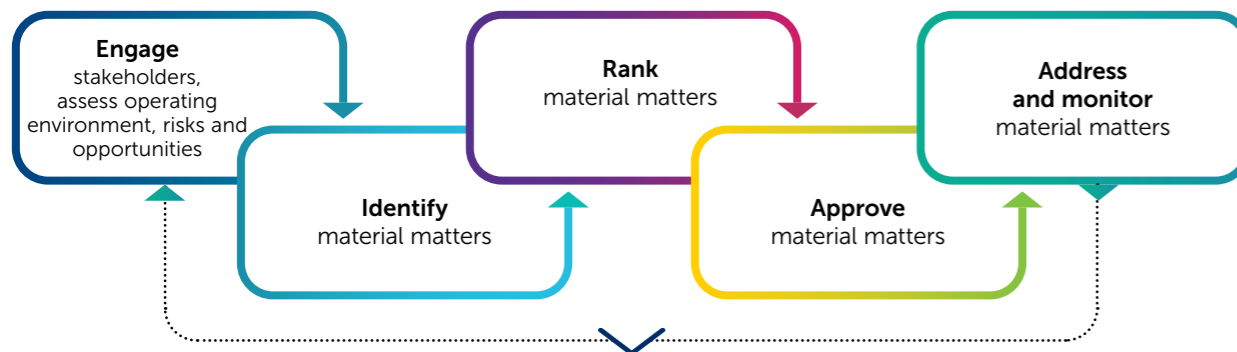 Engage
stakeholders,
assess operating
environment, risks and
opportunities
Identify
material matters
Rank
material matters
Approve
material matters
Address
and monitor
material matters